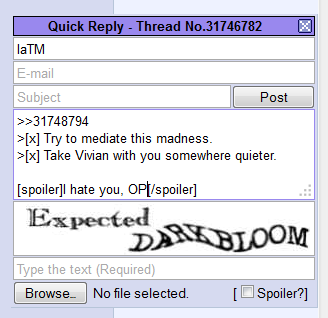 Quick Reply - Thread No.31746782
laTM
E-mail
Subject Post
>>31748794
>[x] Try to mediate this madness.
>[x] Take Vivian with you somewhere quieter.
[spoiler]I hate you, OP[/spoiler]
Expected DARKBLOOM
Type the text (Required)
Browse… No file selected. [ Spoiler?]